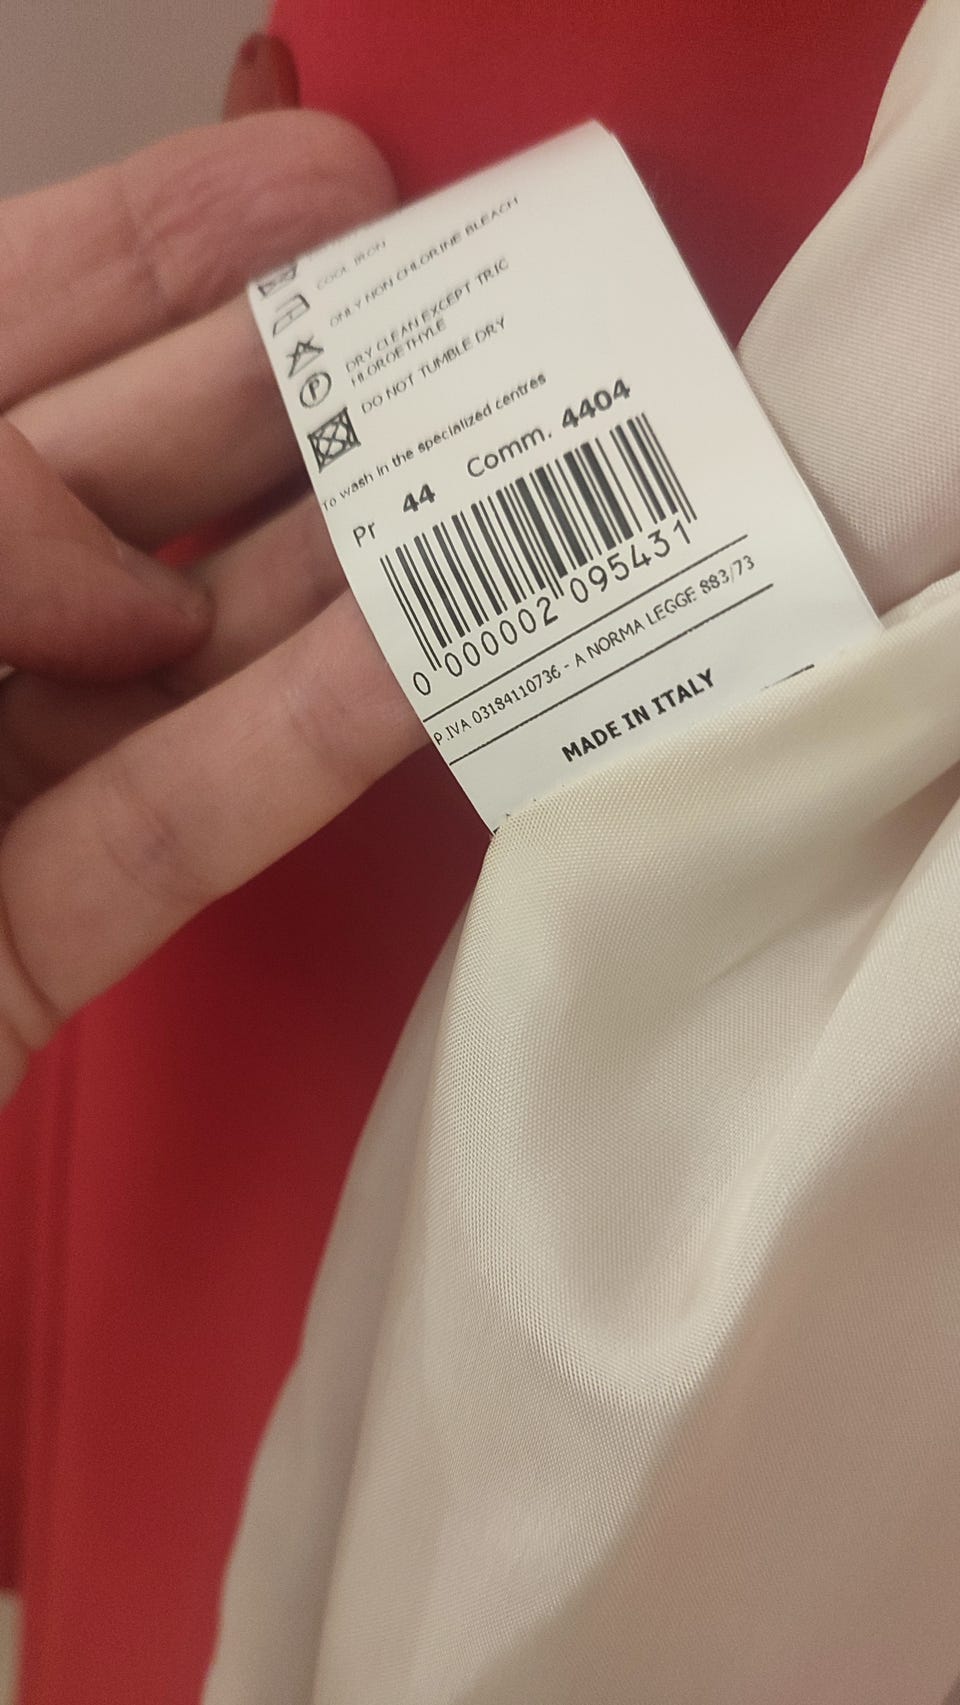 COOL IRON
ONLY NON CHLORINE BLEACH
DRY CLEAN EXCEPT TRIC
HLOROETHYLE
DO NOT TUMBLE DRY
P
To wash in the specialized centres
Pr 44 Comm. 4404
0 000002 095431
P.IVA 03184110736 - A NORMA LEGGE 883/73
MADE IN ITALY